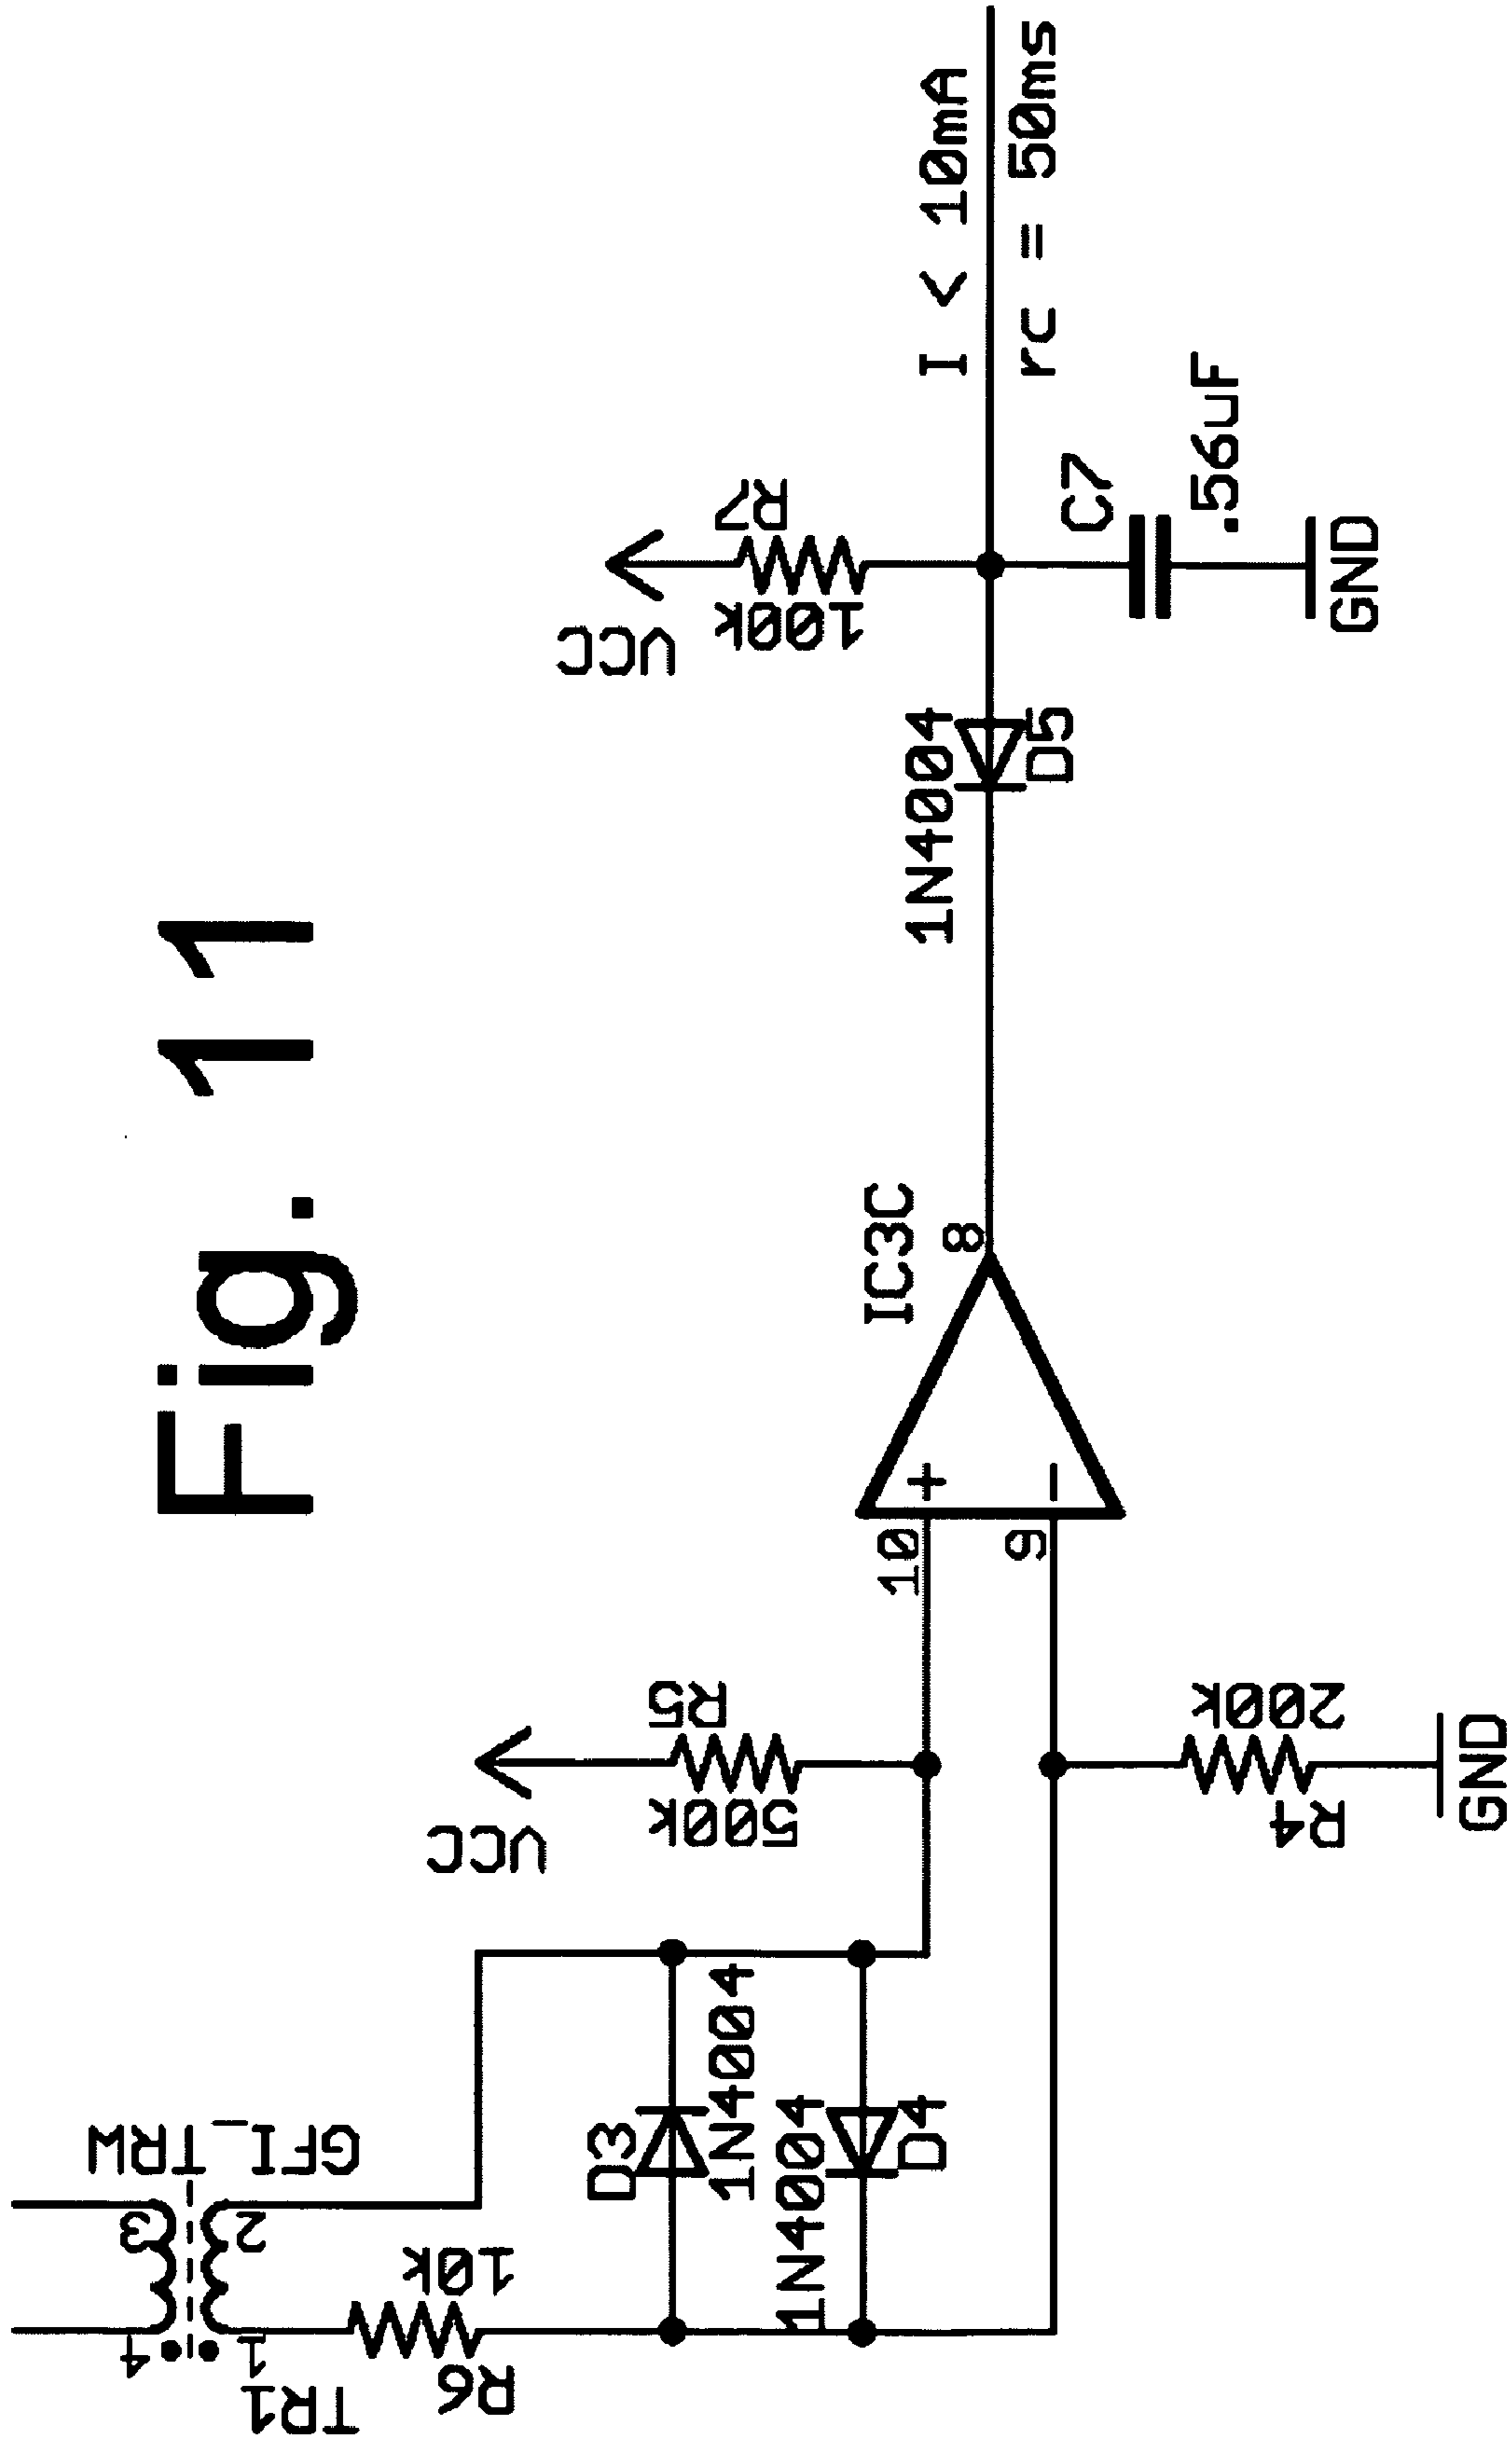 Fig. 11
GFI_TRW
3
2
4
1
TR1
10k
R6
D3
1N4004
1N4004
D4
VCC
R5
500k
10
9
+
-
IC3C
8
200k
R4
GND
1N4004
D5
VCC
R7
100k
C7
.56uF
GND
I < 10mA
rc = 50ms